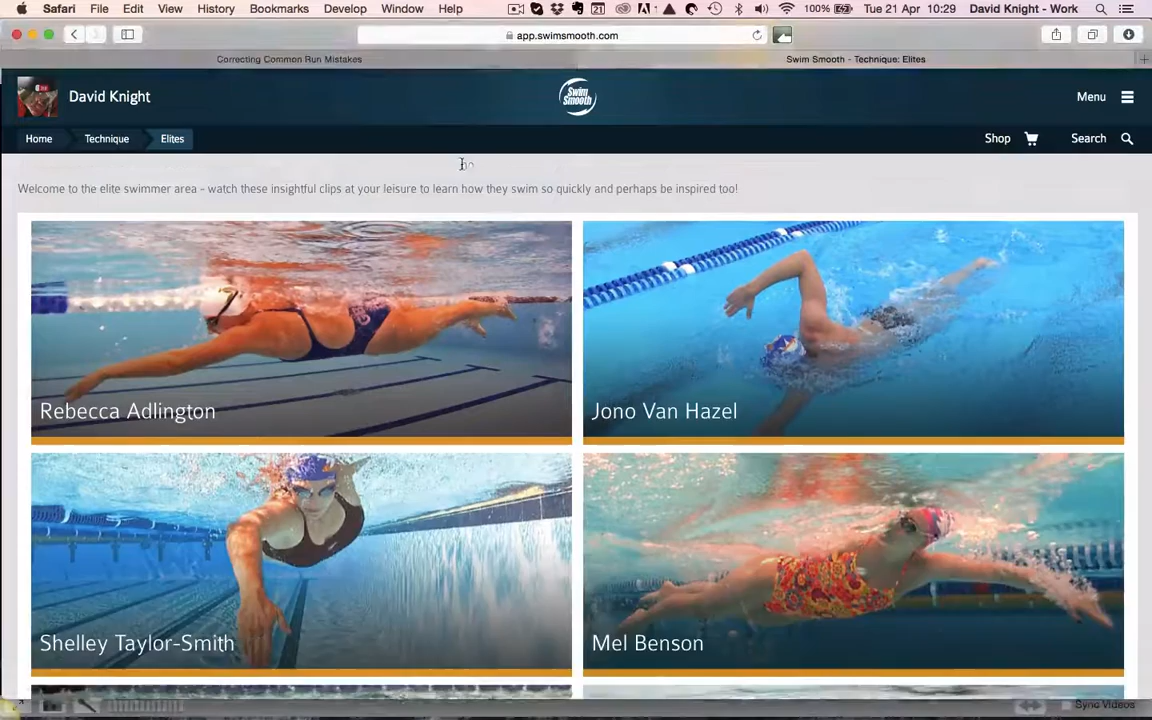 Safari File Edit View History Bookmarks Develop Window Help 100% Tue 21 Apr 10:29 David Knight - Work
app.swimsmooth.com
Correcting Common Run Mistakes
Swim Smooth - Technique: Elites
David Knight
Swim Smooth
Menu
Home Technique Elites
Shop Search
Welcome to the elite swimmer area - watch these insightful clips at your leisure to learn how they swim so quickly and perhaps be inspired too!
Rebecca Adlington
Jono Van Hazel
Shelley Taylor-Smith
Mel Benson
Sync Videos